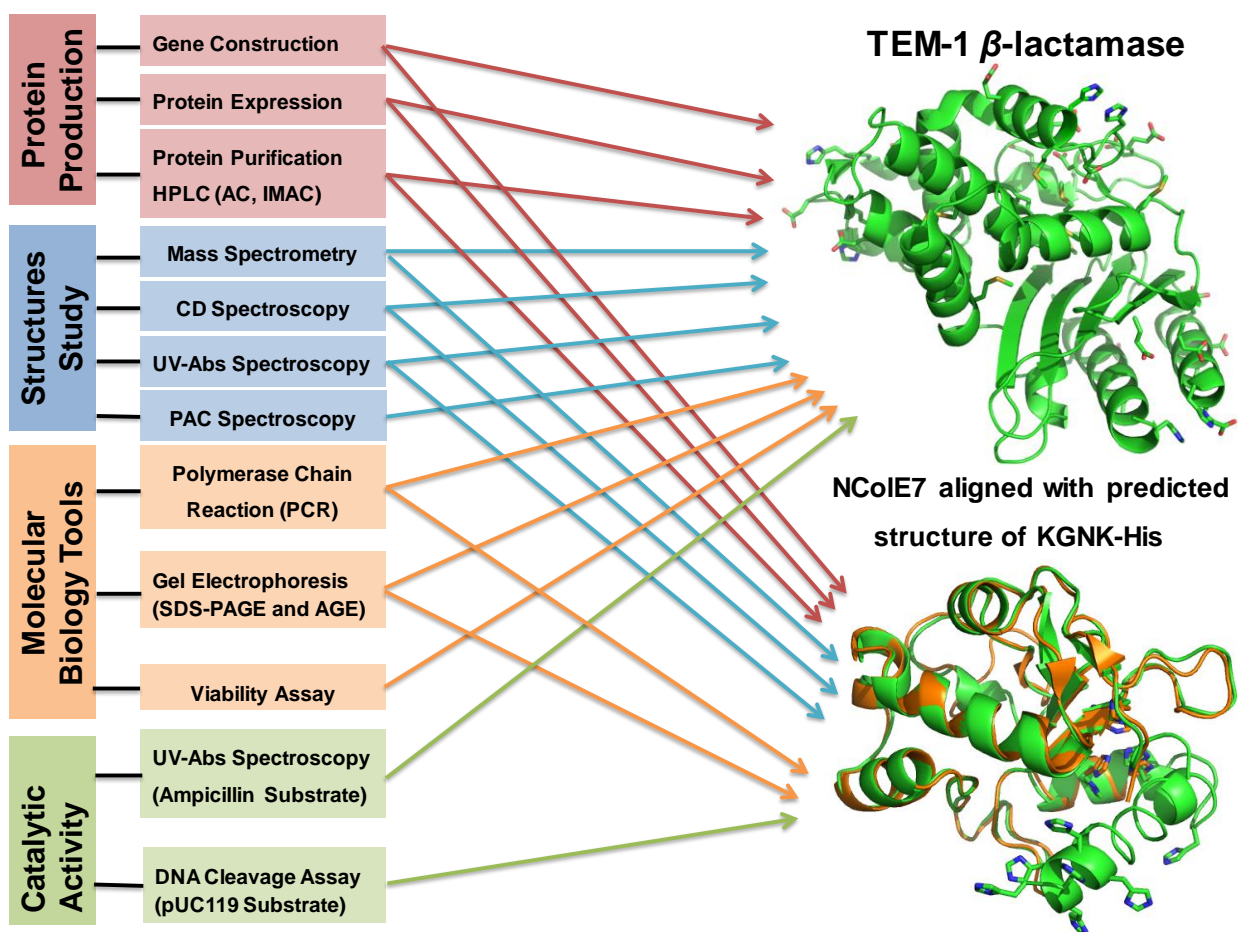 Protein
Production
Gene Construction
Protein Expression
Protein Purification
HPLC (AC, IMAC)
Structures
Study
Mass Spectrometry
CD Spectroscopy
UV-Abs Spectroscopy
PAC Spectroscopy
Molecular
Biology Tools
Polymerase Chain
Reaction (PCR)
Gel Electrophoresis
(SDS-PAGE and AGE)
Viability Assay
Catalytic
Activity
UV-Abs Spectroscopy
(Ampicillin Substrate)
DNA Cleavage Assay
(pUC119 Substrate)
TEM-1 β-lactamase
NColE7 aligned with predicted
structure of KGNK-His